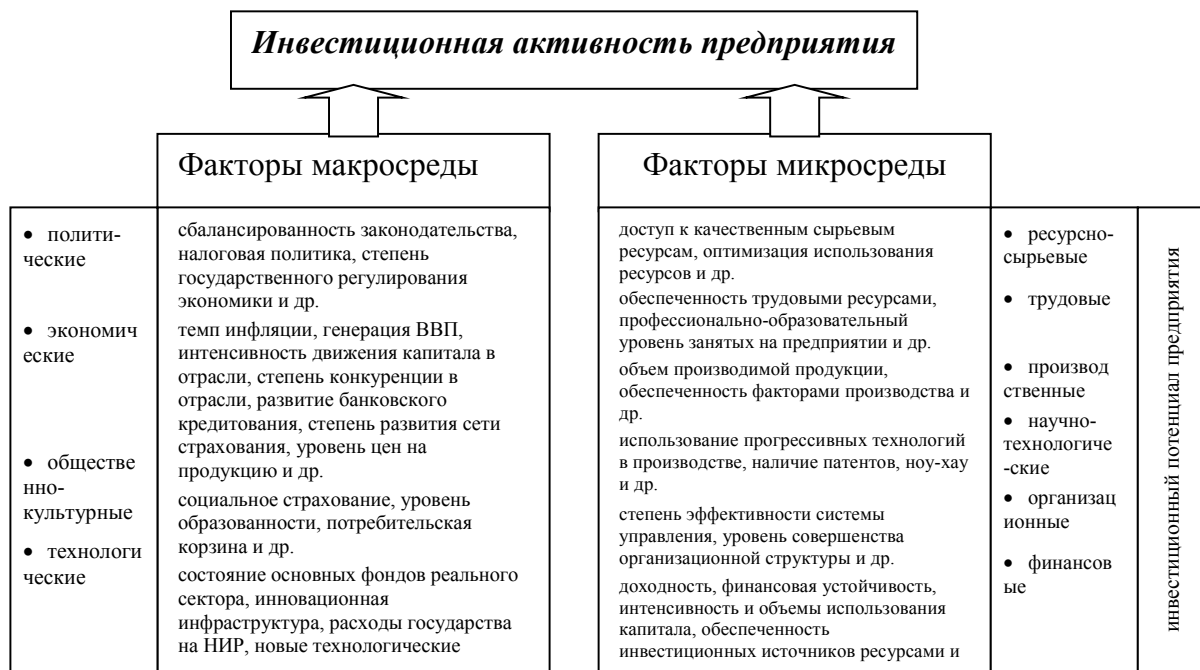 Инвестиционная активность предприятия
Факторы макросреды
• полити-
ческие
• экономич
еские
• обществе
нно-
культурные
• технологи
ческие
сбалансированность законодательства,
налоговая политика, степень
государственного регулирования
экономики и др.
темп инфляции, генерация ВВП,
интенсивность движения капитала в
отрасли, степень конкуренции в
отрасли, развитие банковского
кредитования, степень развития сети
страхования, уровень цен на
продукцию и др.
социальное страхование, уровень
образованности, потребительская
корзина и др.
состояние основных фондов реального
сектора, инновационная
инфраструктура, расходы государства
на НИР, новые технологические
Факторы микросреды
доступ к качественным сырьевым
ресурсам, оптимизация использования
ресурсов и др.
обеспеченность трудовыми ресурсами,
профессионально-образовательный
уровень занятых на предприятии и др.
объем производимой продукции,
обеспеченность факторами производства и
др.
использование прогрессивных технологий
в производстве, наличие патентов, ноу-хау
и др.
степень эффективности системы
управления, уровень совершенства
организационной структуры и др.
доходность, финансовая устойчивость,
интенсивность и объемы использования
капитала, обеспеченность
инвестиционных источников ресурсами и
• ресурсно-
сырьевые
• трудовые
• производ
ственные
• научно-
технологиче
-ские
• организац
ионные
• финансов
ые
инвестиционный потенциал предприятия